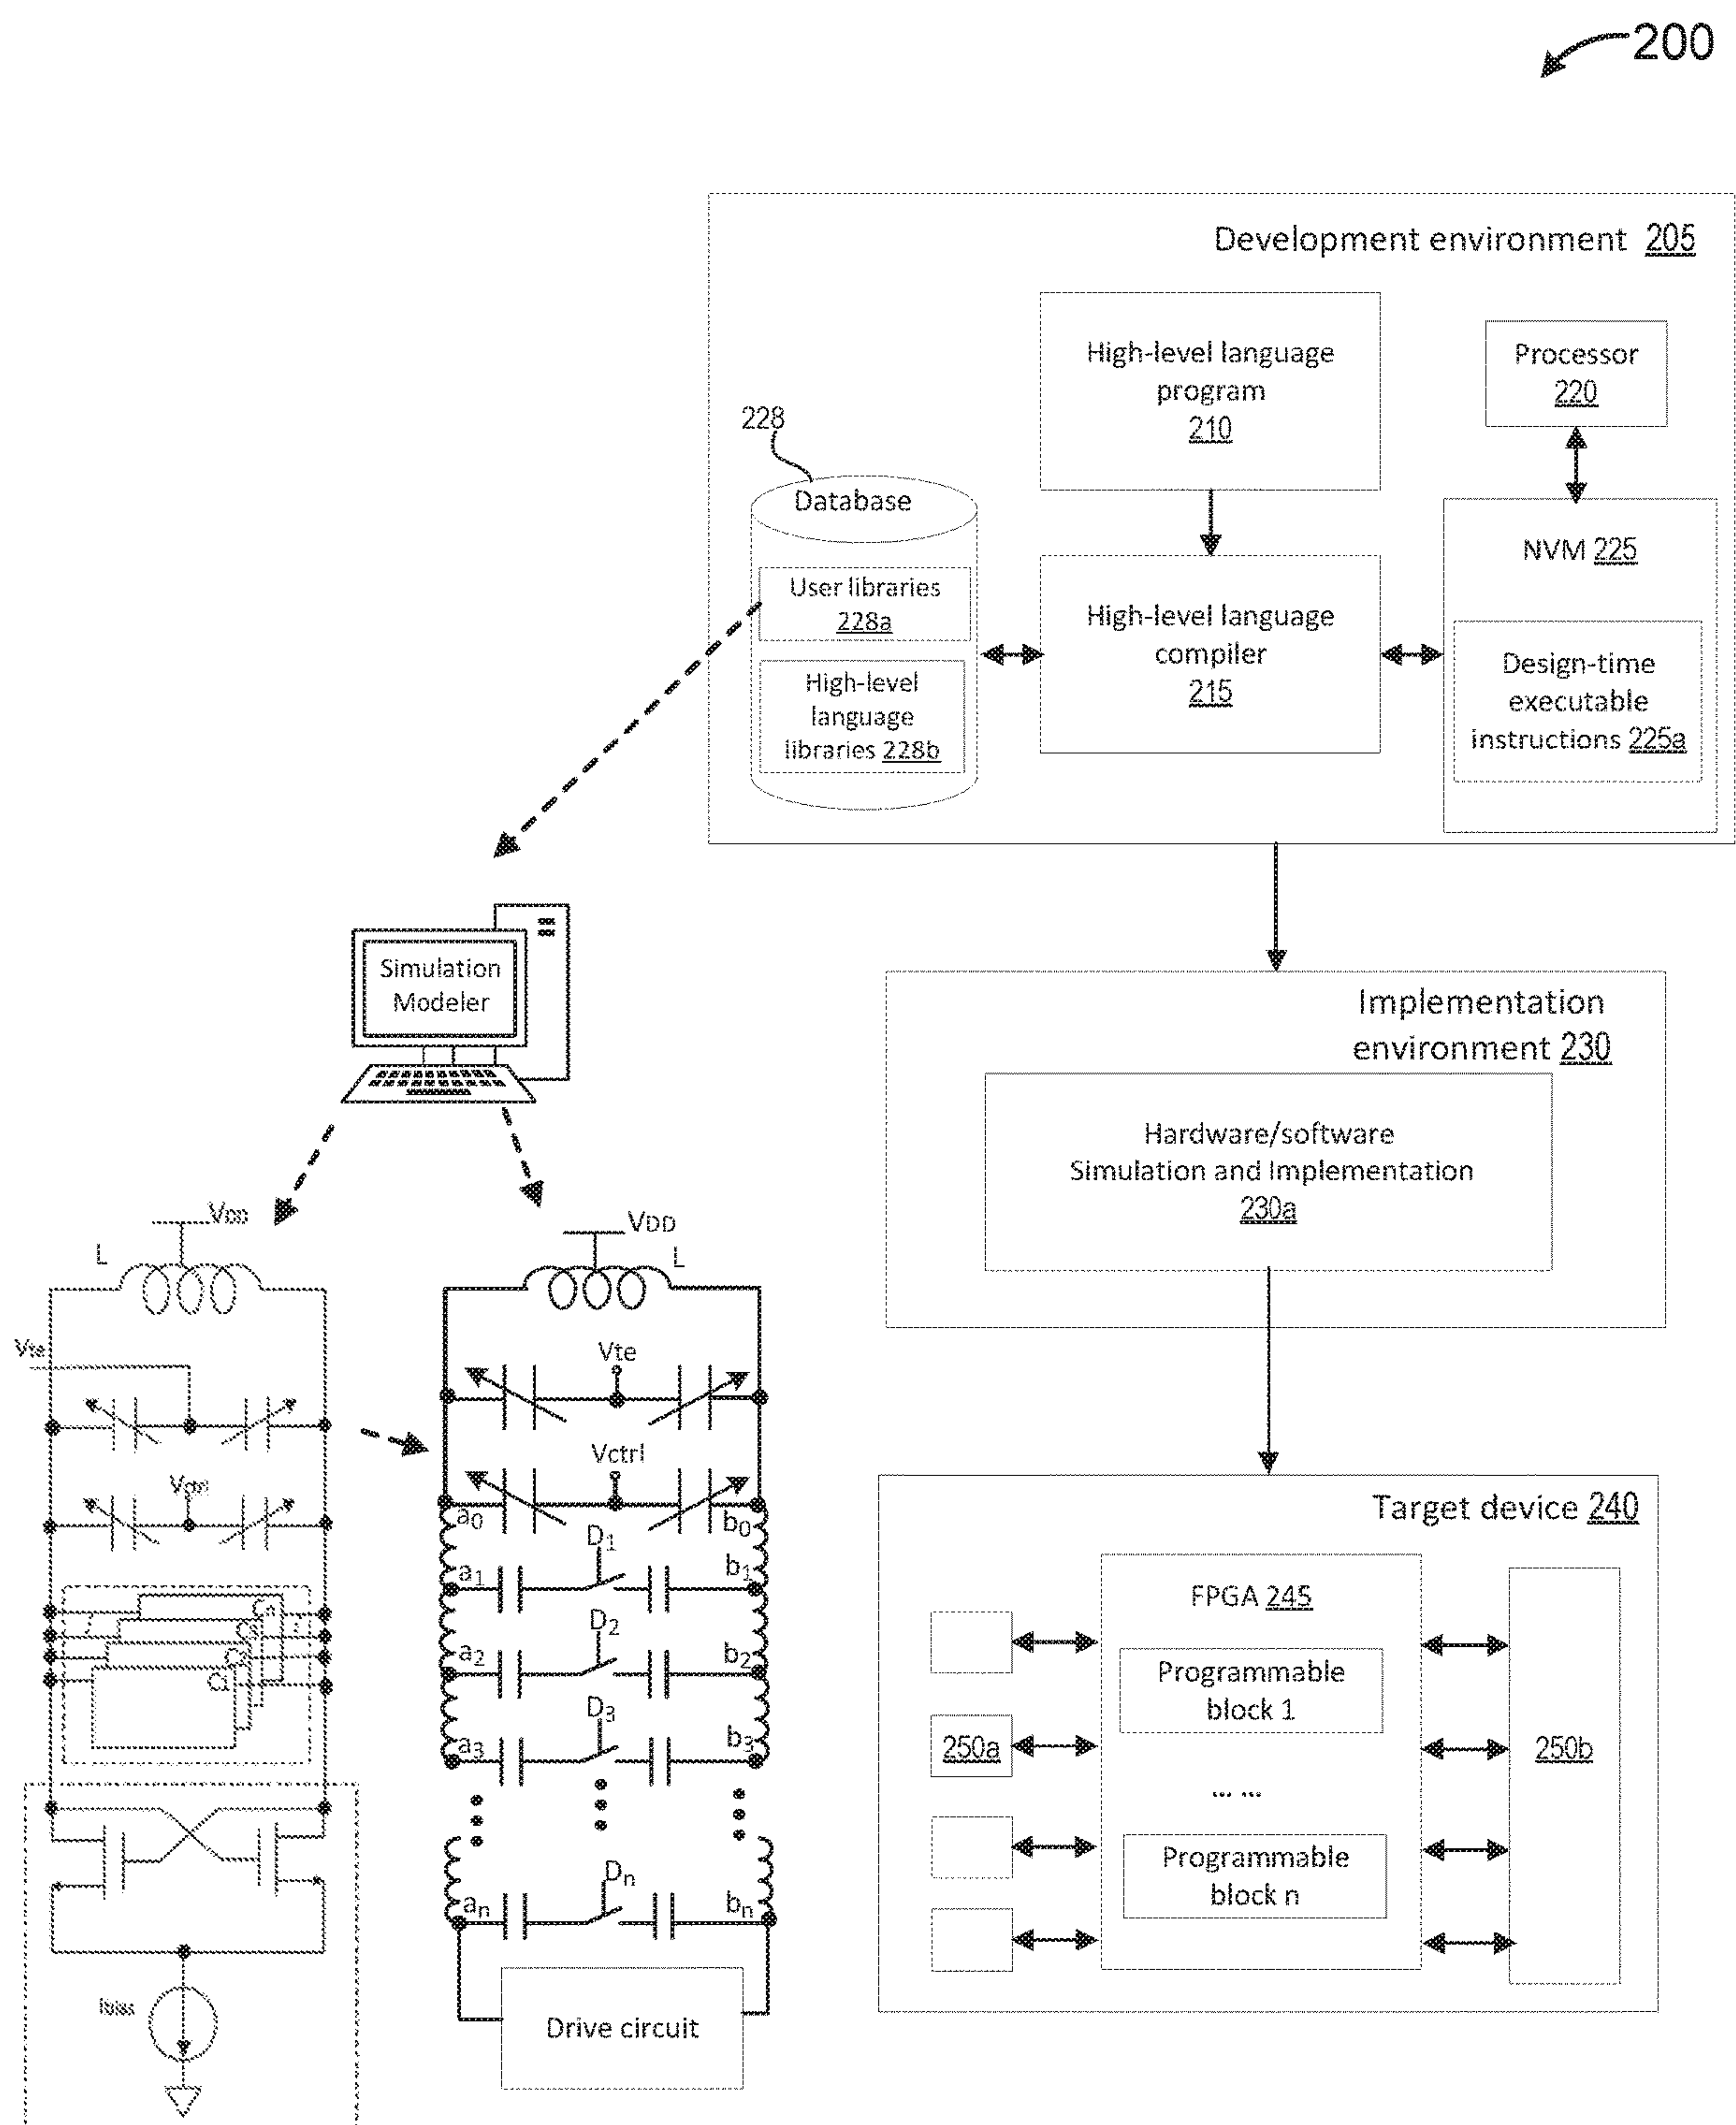 200
Development environment 205
High-level language
program
210
Processor
220
228
Database
User libraries
228a
High-level
language
libraries 228b
High-level language
compiler
215
NVM 225
Design-time
executable
instructions 225a
Simulation
Modeler
Implementation
environment 230
Hardware/software
Simulation and Implementation
230a
VDD
L
Vte
Vctrl
Cn
C3
C2
C1
Ibias
VDD
L
Vte
Vctrl
a0
b0
D1
a1
b1
D2
a2
b2
D3
a3
b3
Dn
an
bn
Drive circuit
Target device 240
FPGA 245
Programmable
block 1
... ...
Programmable
block n
250a
250b